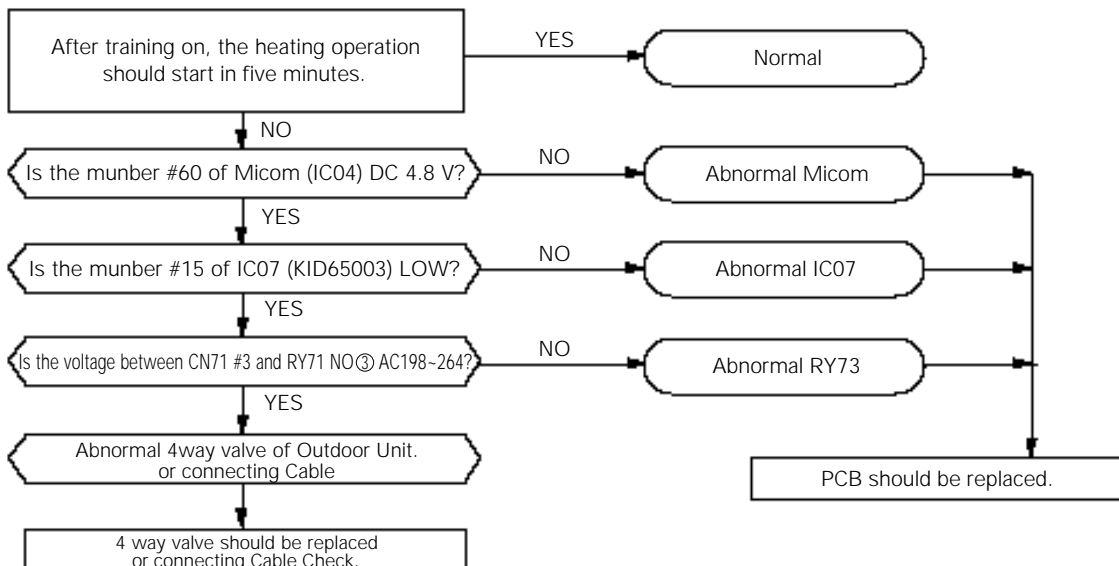 After training on, the heating operation
should start in five minutes.
YES
Normal
NO
Is the munber #60 of Micom (IC04) DC 4.8 V?
NO
Abnormal Micom
YES
Is the munber #15 of IC07 (KID65003) LOW?
NO
Abnormal IC07
YES
Is the voltage between CN71 #3 and RY71 NO③ AC198~264?
NO
Abnormal RY73
YES
Abnormal 4way valve of Outdoor Unit.
or connecting Cable
PCB should be replaced.
4 way valve should be replaced
or connecting Cable Check.